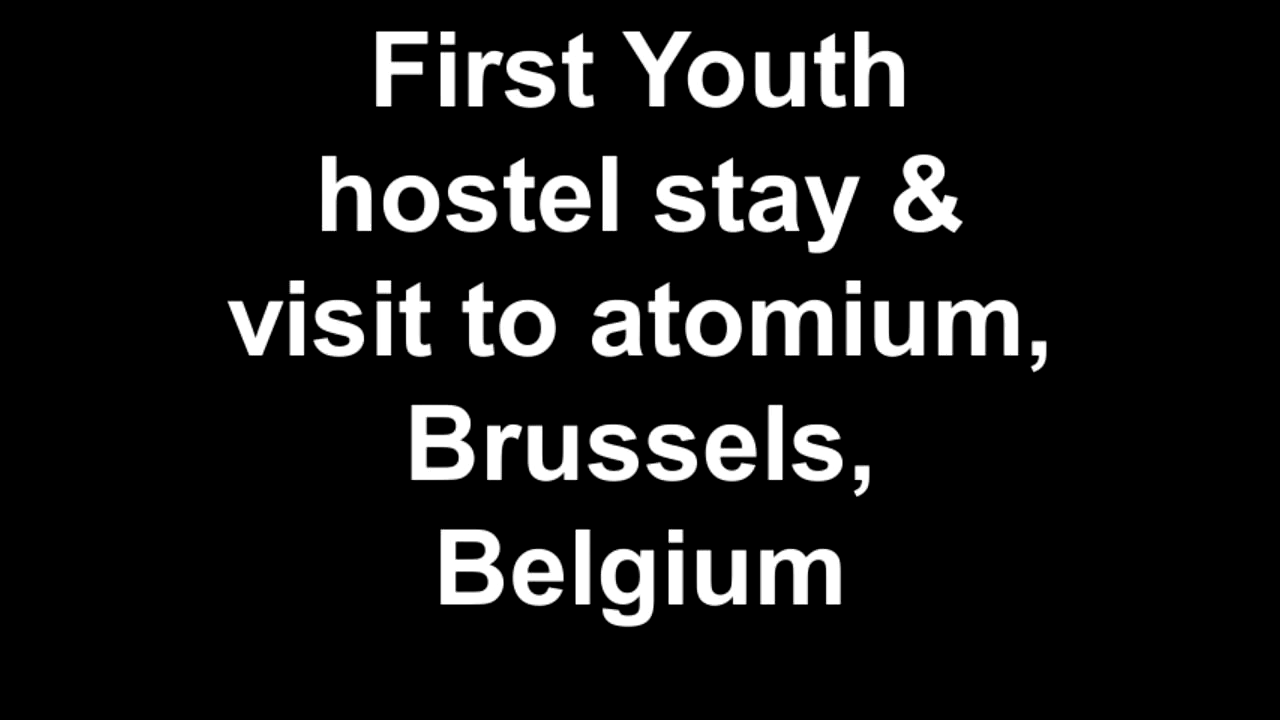 First Youth
hostel stay &
visit to atomium,
Brussels,
Belgium